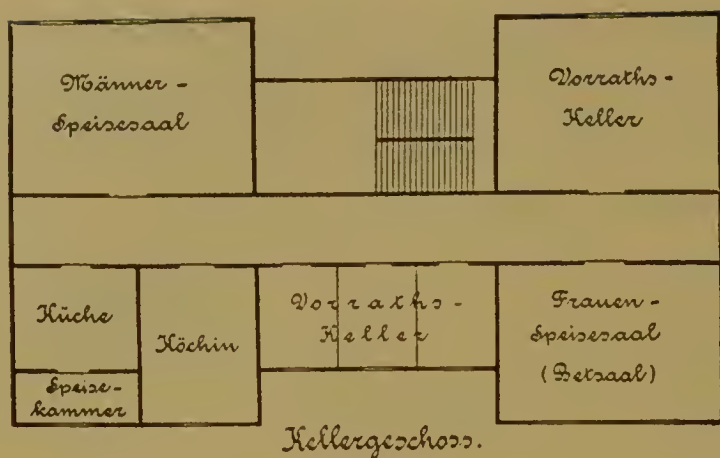 Männer -
Speisesaal
Vorraths -
Keller
Küche
Speise-
kammer
Köchin
Vorraths -
Keller
Frauen -
Speisesaal
(Betsaal)
Kellergeschoss.